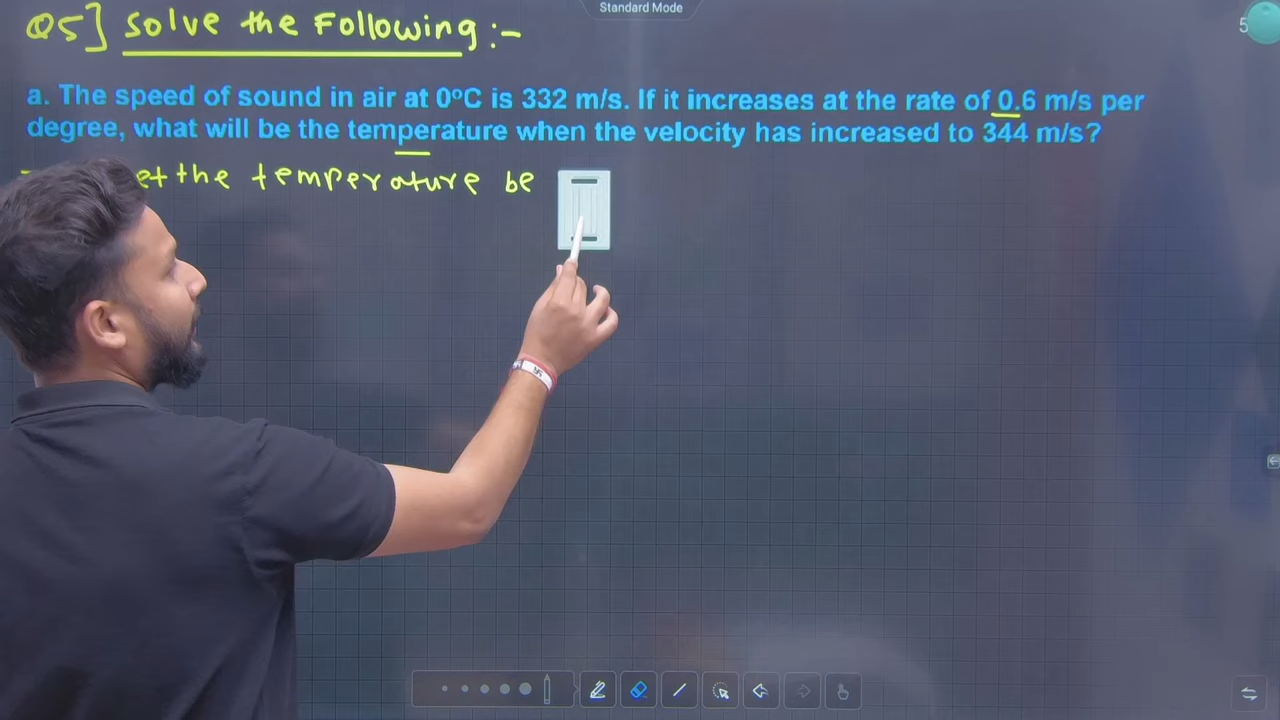 Standard Mode
Q5] Solve the Following :-
5
a. The speed of sound in air at 0°C is 332 m/s. If it increases at the rate of 0.6 m/s per
degree, what will be the temperature when the velocity has increased to 344 m/s?
the temperature be